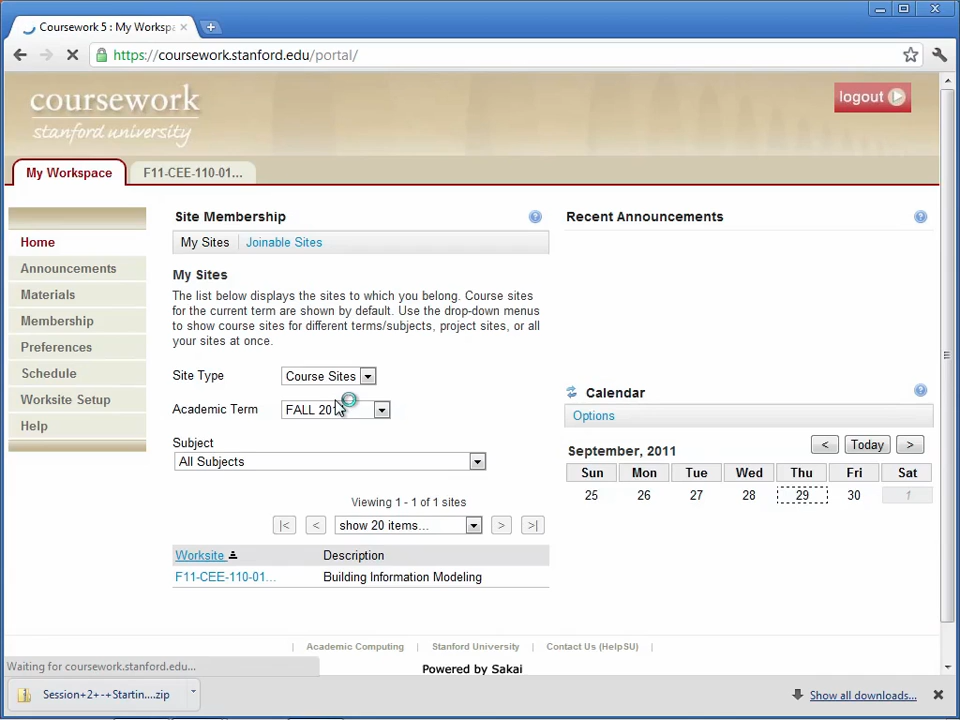 Coursework 5 : My Workspa
https://coursework.stanford.edu/portal/
coursework
stanford university
logout
My Workspace
F11-CEE-110-01...
Home
Announcements
Materials
Membership
Preferences
Schedule
Worksite Setup
Help
Site Membership
My Sites
Joinable Sites
My Sites
The list below displays the sites to which you belong. Course sites
for the current term are shown by default. Use the drop-down menus
to show course sites for different terms/subjects, project sites, or all
your sites at once.
Site Type
Course Sites
Academic Term
FALL 201
Subject
All Subjects
Viewing 1 - 1 of 1 sites
|<
<
show 20 items...
>
>|
Worksite
Description
F11-CEE-110-01...
Building Information Modeling
Recent Announcements
Calendar
Options
September, 2011
<
Today
>
Sun Mon Tue Wed Thu Fri Sat
25 26 27 28 29 30 1
| Academic Computing | Stanford University | Contact Us (HelpSU) |
Powered by Sakai
Waiting for coursework.stanford.edu...
Session+2+-+Startin....zip
Show all downloads...